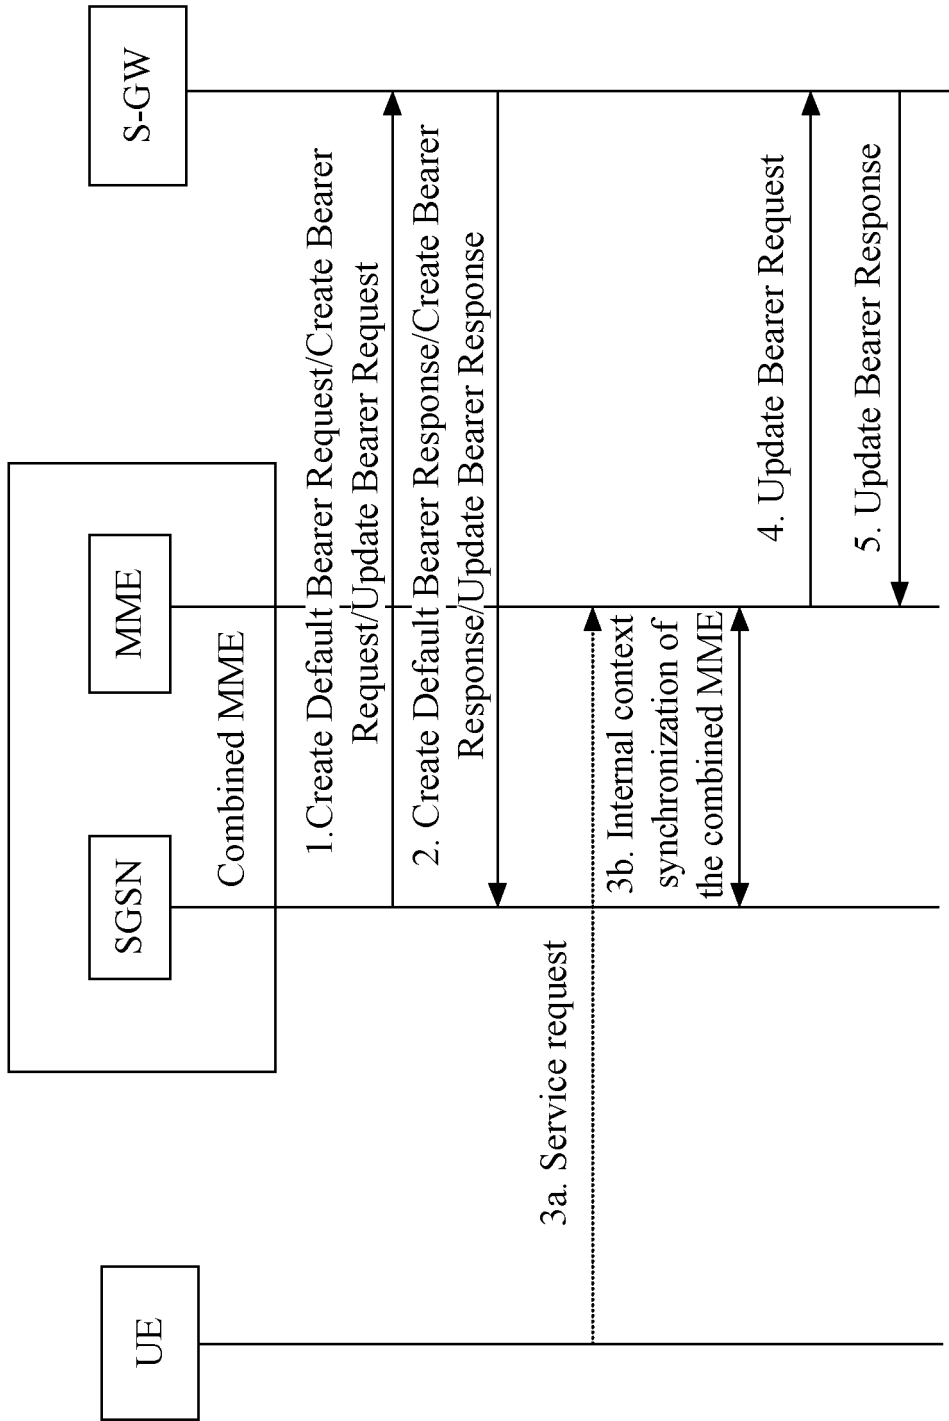 UE
SGSN
MME
S-GW
Combined MME
1.Create Default Bearer Request/Create Bearer
Request/Update Bearer Request
2. Create Default Bearer Response/Create Bearer
Response/Update Bearer Response
3a. Service request
3b. Internal context
synchronization of
the combined MME
4. Update Bearer Request
5. Update Bearer Response